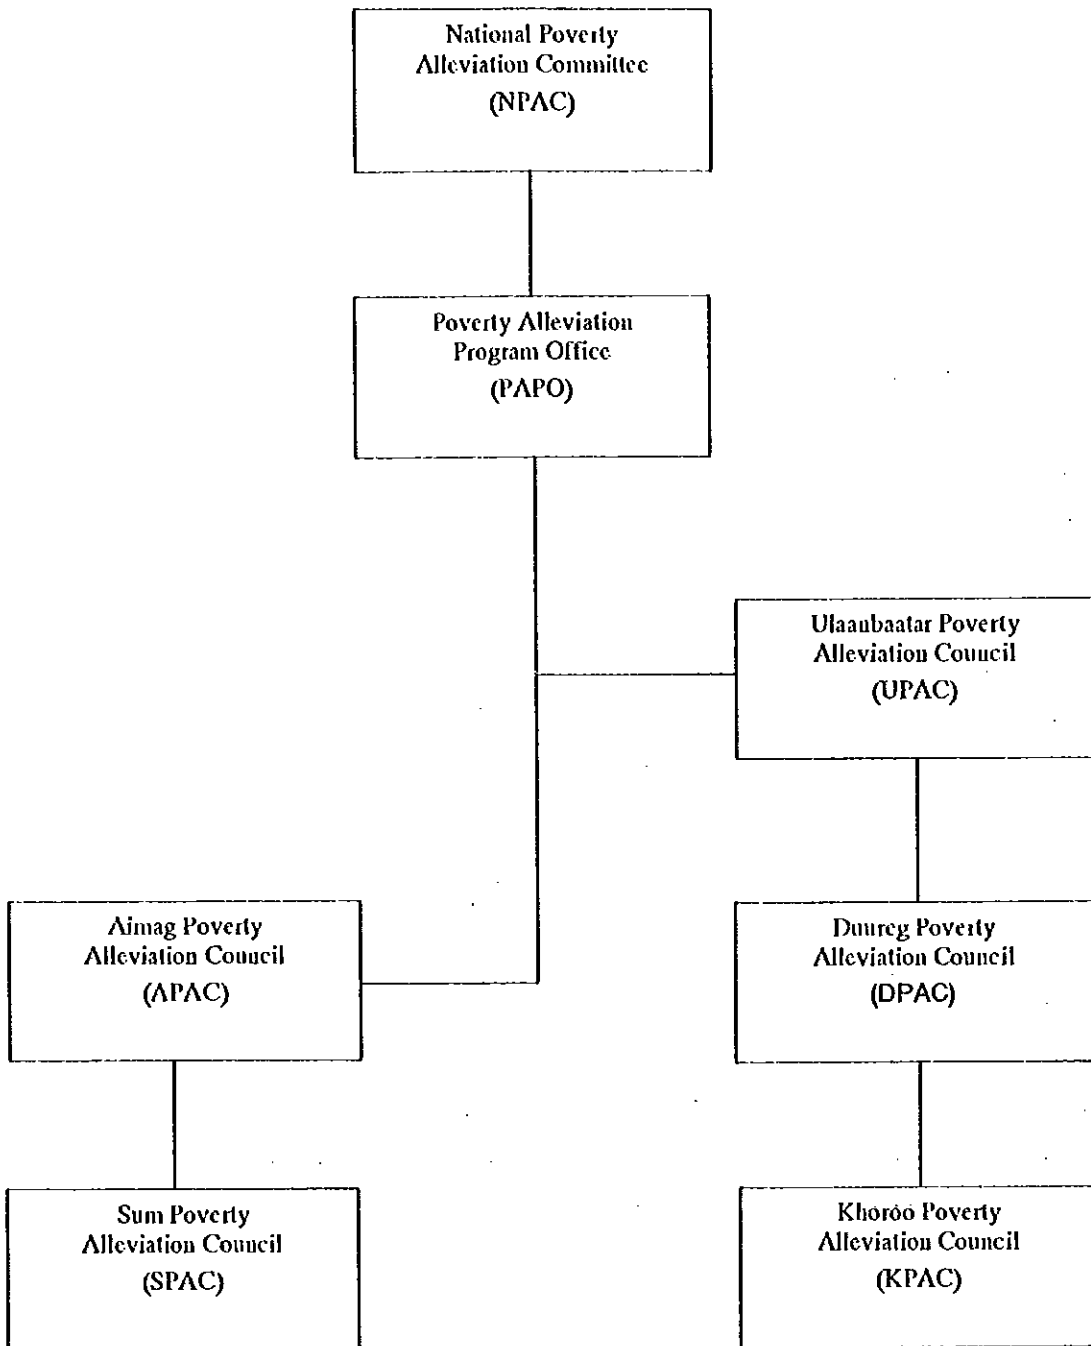 National Poverty
Alleviation Committee
(NPAC)
Poverty Alleviation
Program Office
(PAPO)
Ulaanbaatar Poverty
Alleviation Council
(UPAC)
Aimag Poverty
Alleviation Council
(APAC)
Duureg Poverty
Alleviation Council
(DPAC)
Sum Poverty
Alleviation Council
(SPAC)
Khoroo Poverty
Alleviation Council
(KPAC)